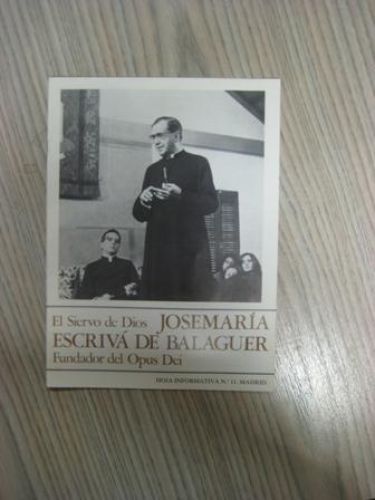 El Siervo de Dios JOSEMARÍA
ESCRIVÁ DE BALAGUER
Fundador del Opus Dei
HOJA INFORMATIVA N.º 11. MADRID